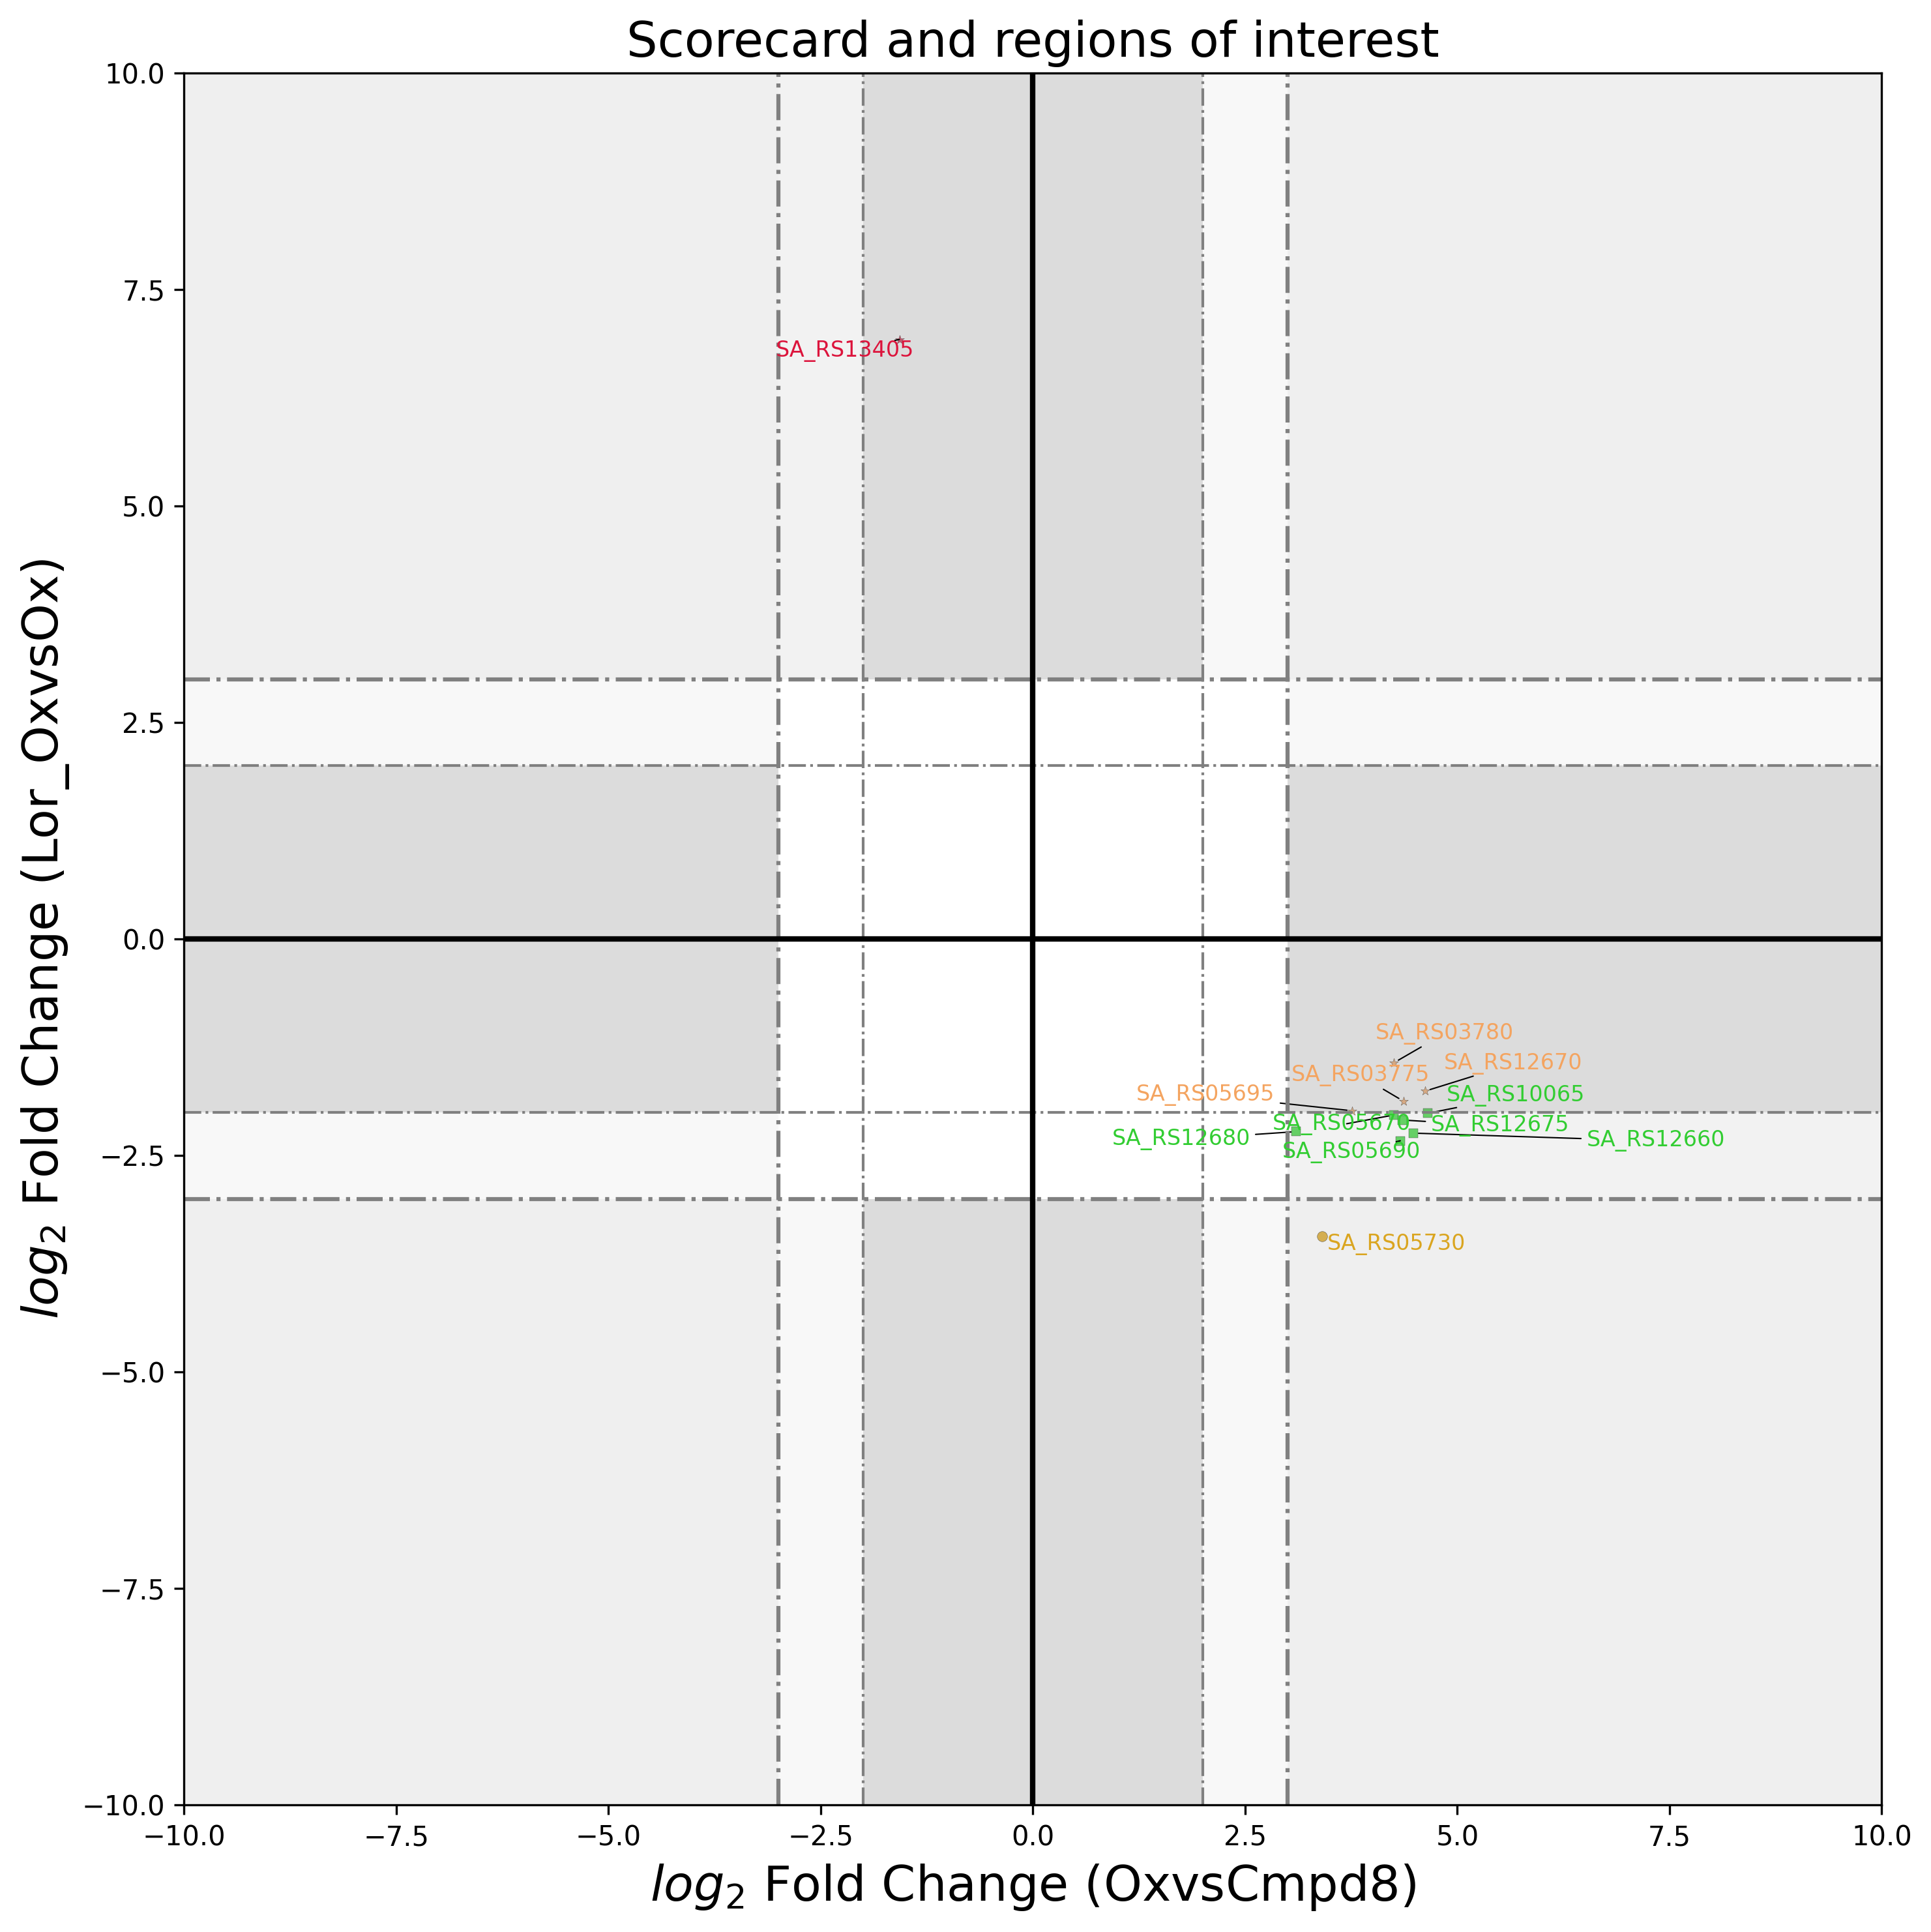 Scorecard and regions of interest
log2 Fold Change (Lor_OxvsOx)
10.0
7.5
5.0
2.5
0.0
−2.5
−5.0
−7.5
−10.0
SA_RS13405
SA_RS03780
SA_RS12670
SA_RS03775
SA_RS05695
SA_RS10065
SA_RS05670
SA_RS12675
SA_RS12680
SA_RS12660
SA_RS05690
SA_RS05730
−10.0 −7.5 −5.0 −2.5 0.0 2.5 5.0 7.5 10.0
log2 Fold Change (OxvsCmpd8)